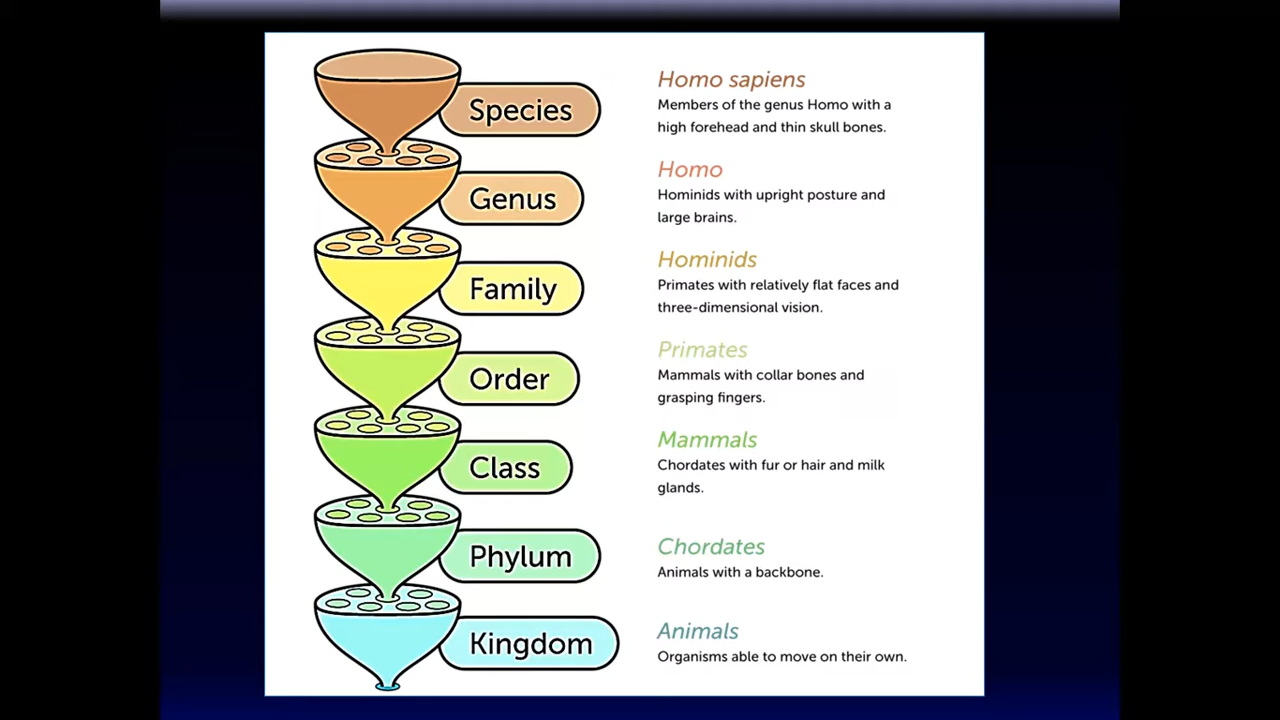 Species
Homo sapiens
Members of the genus Homo with a
high forehead and thin skull bones.
Genus
Homo
Hominids with upright posture and
large brains.
Family
Hominids
Primates with relatively flat faces and
three-dimensional vision.
Order
Primates
Mammals with collar bones and
grasping fingers.
Class
Mammals
Chordates with fur or hair and milk
glands.
Phylum
Chordates
Animals with a backbone.
Kingdom
Animals
Organisms able to move on their own.